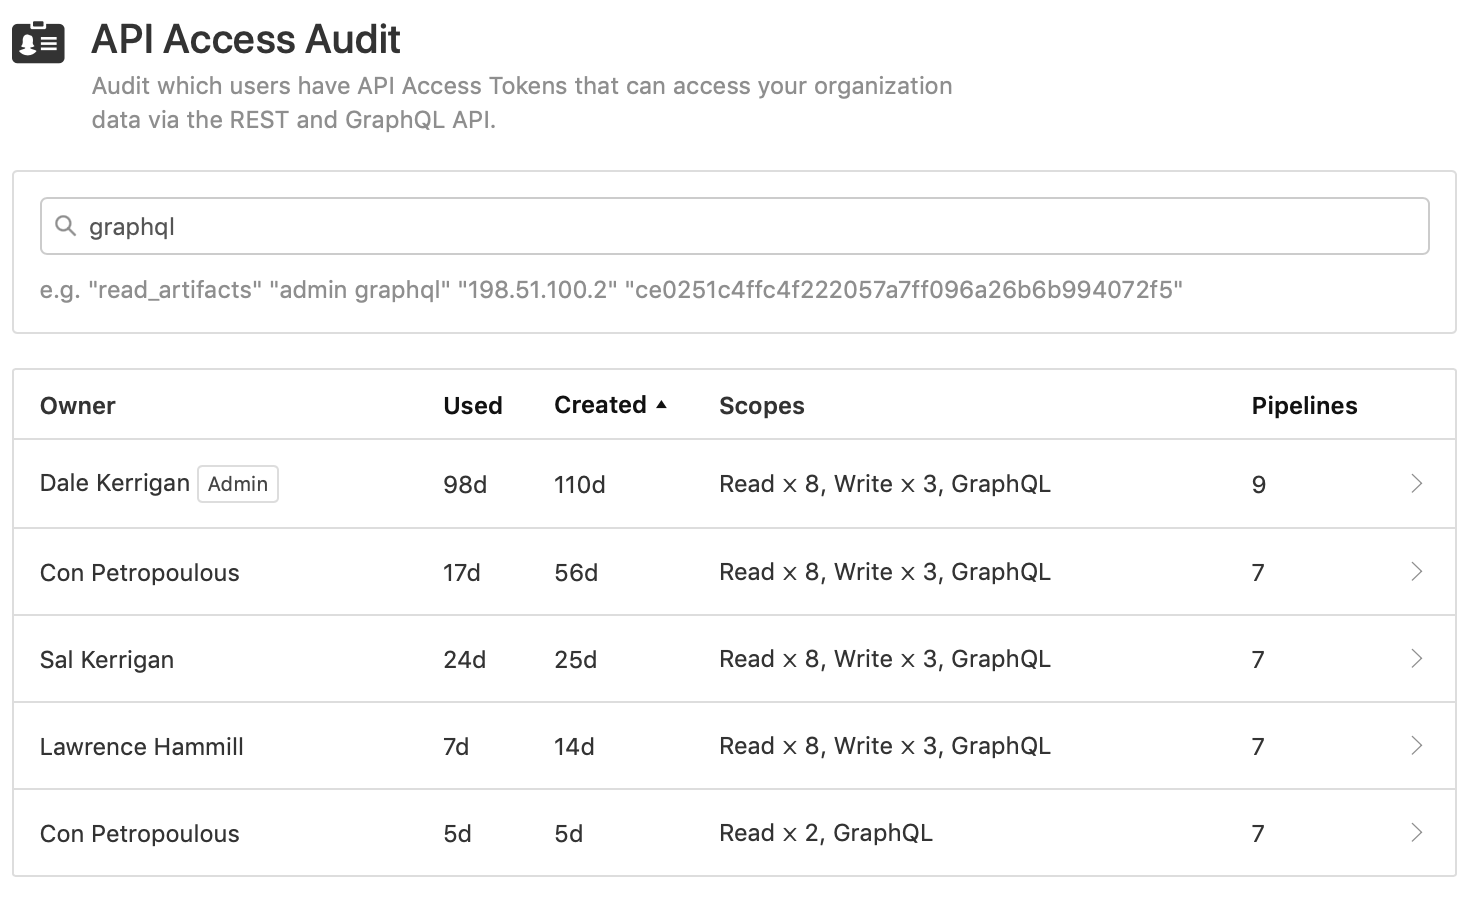 API Access Audit
Audit which users have API Access Tokens that can access your organization
data via the REST and GraphQL API.
graphql
e.g. "read_artifacts" "admin graphql" "198.51.100.2" "ce0251c4ffc4f222057a7ff096a26b6b994072f5"
Owner Used Created ▲ Scopes Pipelines
Dale Kerrigan Admin 98d 110d Read x 8, Write x 3, GraphQL 9
Con Petropoulous 17d 56d Read x 8, Write x 3, GraphQL 7
Sal Kerrigan 24d 25d Read x 8, Write x 3, GraphQL 7
Lawrence Hammill 7d 14d Read x 8, Write x 3, GraphQL 7
Con Petropoulous 5d 5d Read x 2, GraphQL 7